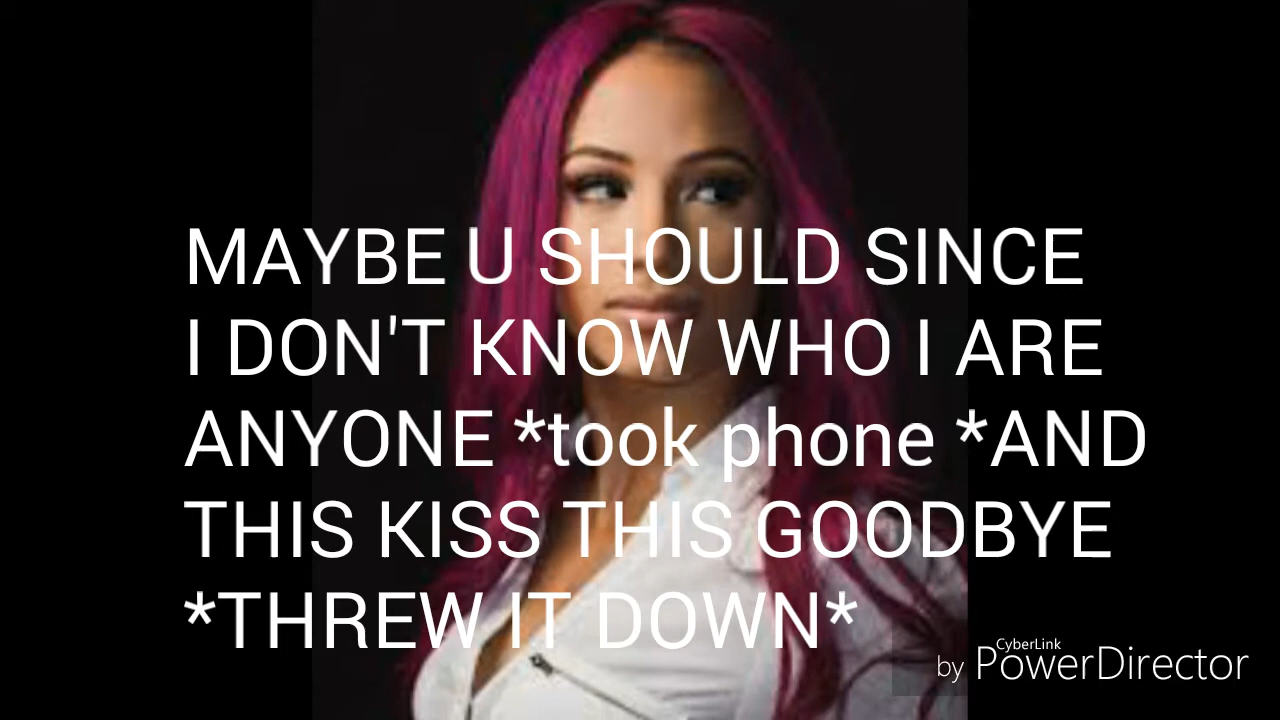 MAYBE U SHOULD SINCE
I DON'T KNOW WHO I ARE
ANYONE *took phone *AND
THIS KISS THIS GOODBYE
*THREW IT DOWN*
CyberLink
by PowerDirector